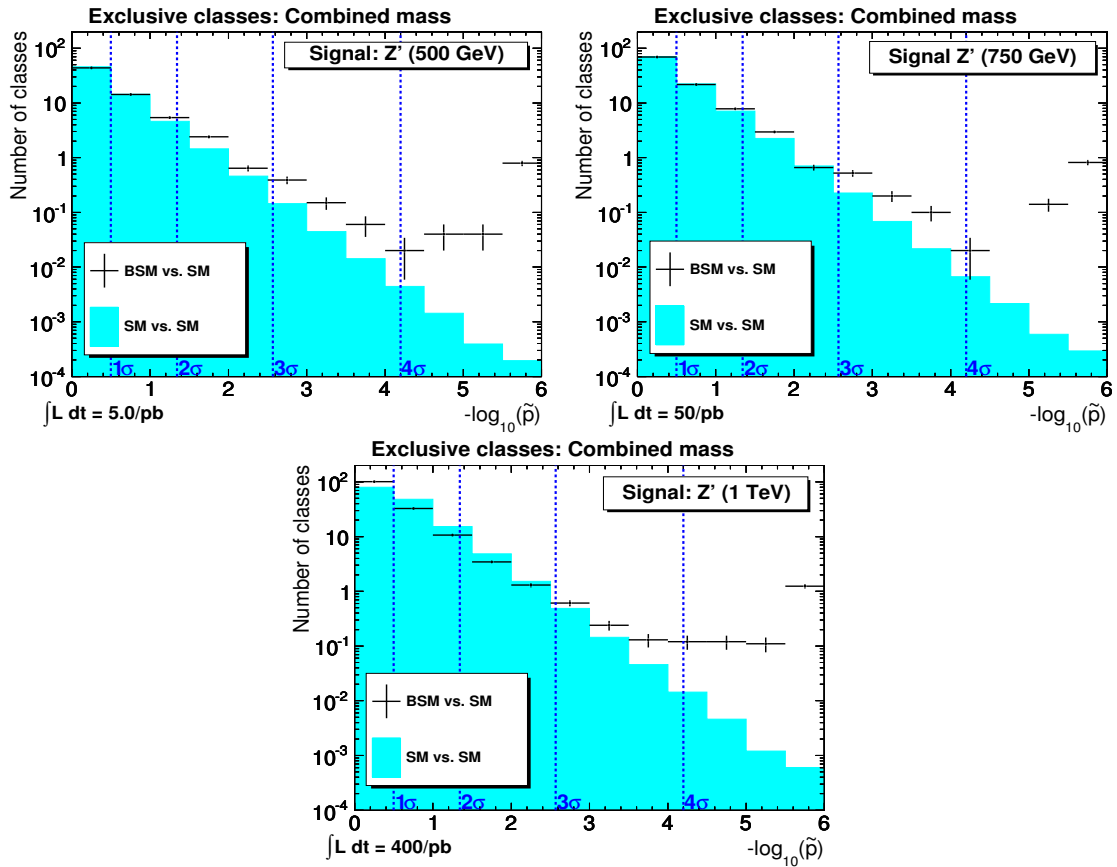 Exclusive classes: Combined mass
Signal: Z' (500 GeV)
Number of classes
10²
10
1
10⁻¹
10⁻²
10⁻³
10⁻⁴
BSM vs. SM
SM vs. SM
1σ 2σ 3σ 4σ
0 1 2 3 4 5 6
∫L dt = 5.0/pb
-log₁₀(p̃)
Exclusive classes: Combined mass
Signal Z' (750 GeV)
Number of classes
10²
10
1
10⁻¹
10⁻²
10⁻³
10⁻⁴
BSM vs. SM
SM vs. SM
1σ 2σ 3σ 4σ
0 1 2 3 4 5 6
∫L dt = 50/pb
-log₁₀(p̃)
Exclusive classes: Combined mass
Signal: Z' (1 TeV)
Number of classes
10²
10
1
10⁻¹
10⁻²
10⁻³
10⁻⁴
BSM vs. SM
SM vs. SM
1σ 2σ 3σ 4σ
0 1 2 3 4 5 6
∫L dt = 400/pb
-log₁₀(p̃)